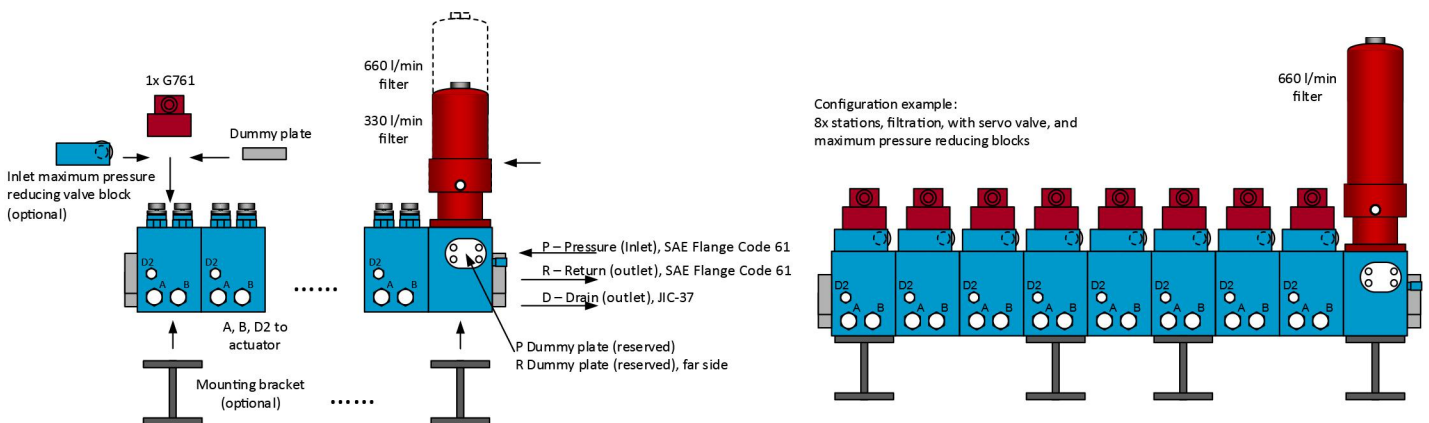 1x G761
Dummy plate
Inlet maximum pressure
reducing valve block
(optional)
660 l/min
filter
330 l/min
filter
D2
A
B
D2
A
B
......
D2
P – Pressure (Inlet), SAE Flange Code 61
R – Return (outlet), SAE Flange Code 61
D – Drain (outlet), JIC-37
A, B, D2 to
actuator
P Dummy plate (reserved)
R Dummy plate (reserved), far side
Mounting bracket
(optional)
......
A
B
Configuration example:
8x stations, filtration, with servo valve, and
maximum pressure reducing blocks
660 l/min
filter
D2
A
B
D2
A
B
D2
A
B
D2
A
B
D2
A
B
D2
A
B
D2
A
B
D2
A
B